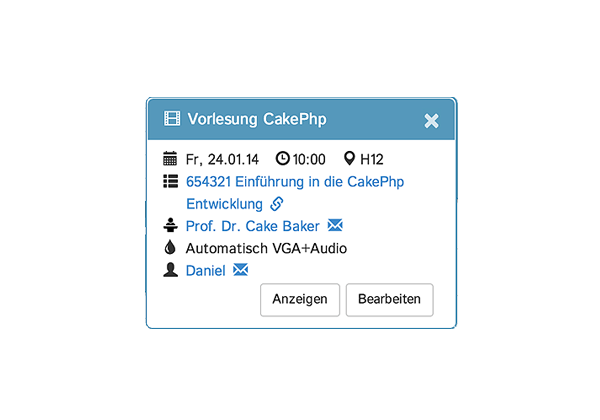 Vorlesung CakePhp
Fr, 24.01.14 10:00 H12
654321 Einführung in die CakePhp
Entwicklung
Prof. Dr. Cake Baker
Automatisch VGA+Audio
Daniel
Anzeigen Bearbeiten